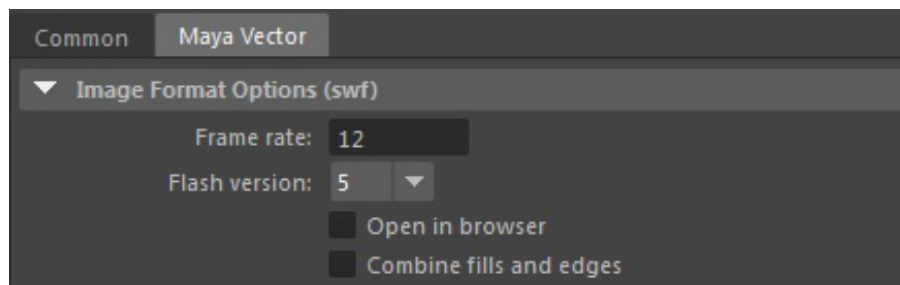 Common Maya Vector
Image Format Options (swf)
Frame rate: 12
Flash version: 5
Open in browser
Combine fills and edges